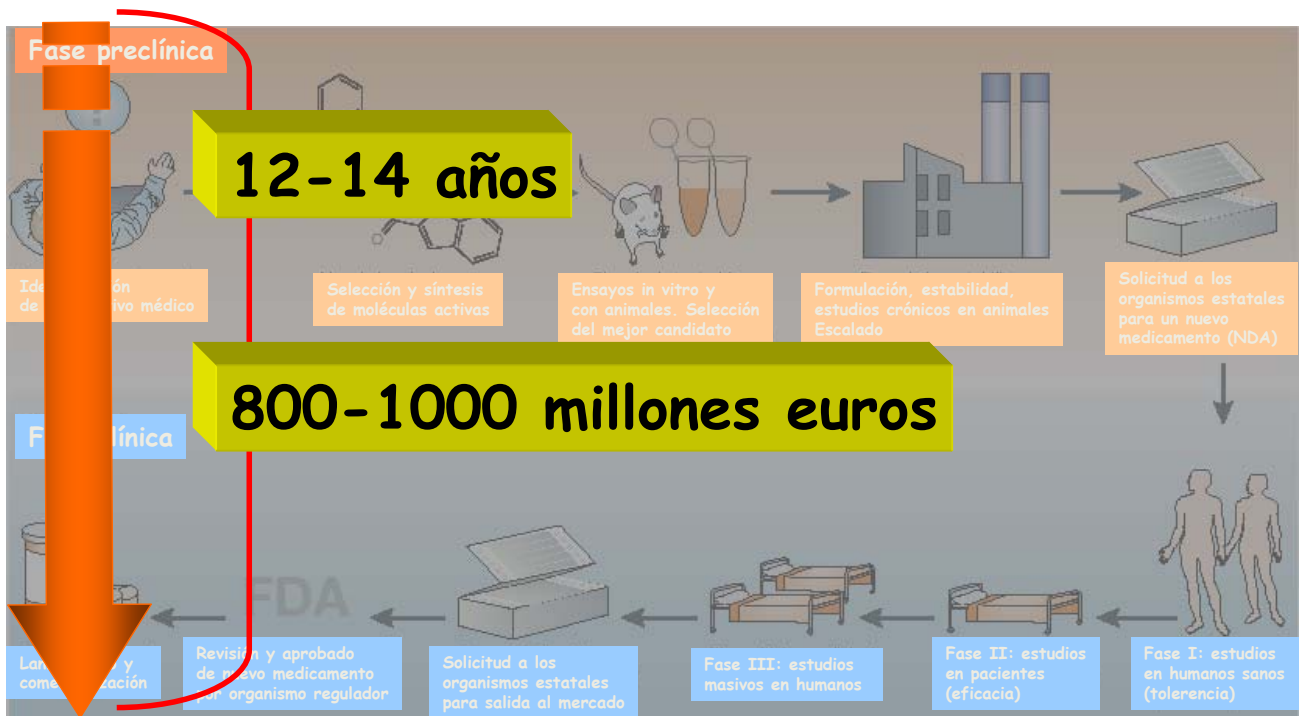 Fase preclínica
12-14 años
de médico
Selección y síntesis
de moléculas activas
Ensayos in vitro y
con animales. Selección
del mejor candidato
Formulación, estabilidad,
estudios crónicos en animales
Escalado
Solicitud a los
organismos estatales
para un nuevo
medicamento (NDA)
800-1000 millones euros
FDA
y
Revisión y aprobado
de nuevo medicamento
por organismo regulador
Solicitud a los
organismos estatales
para salida al mercado
Fase III: estudios
masivos en humanos
Fase II: estudios
en pacientes
(eficacia)
Fase I: estudios
en humanos sanos
(tolerencia)